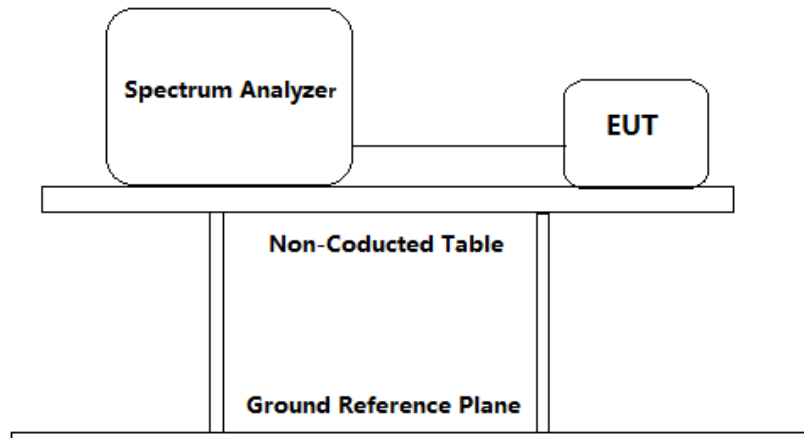 Spectrum Analyzer
EUT
Non-Coducted Table
Ground Reference Plane